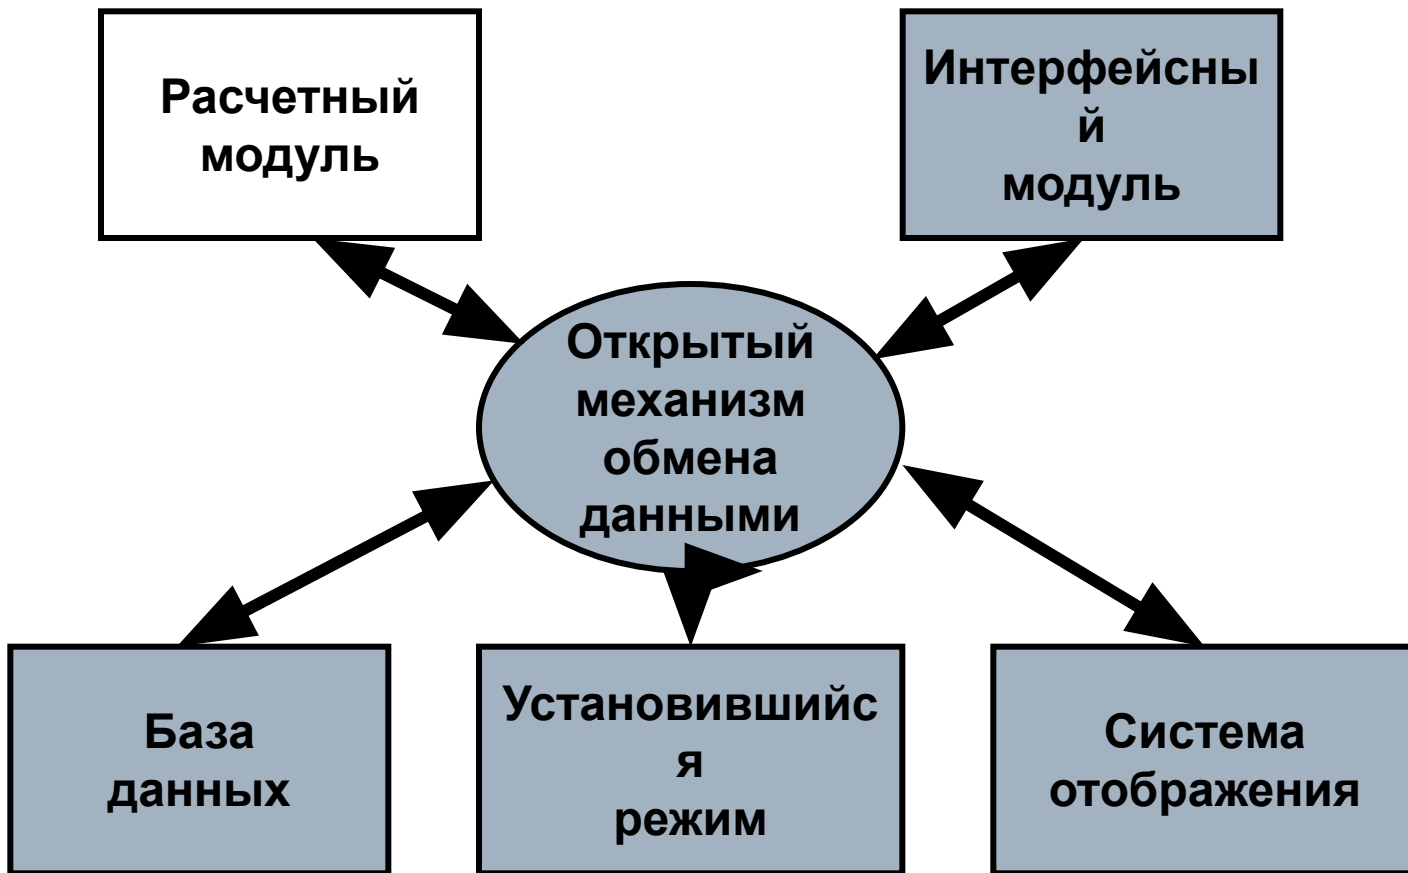 Расчетный
модуль
Интерфейсны
й
модуль
Открытый
механизм
обмена
данными
База
данных
Установившийс
я
режим
Система
отображения